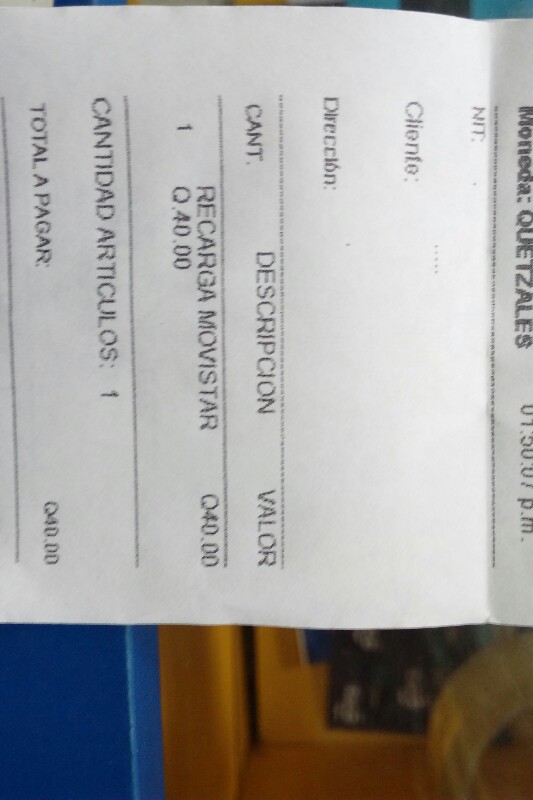 Moneda: QUETZALES 01:50:07 p.m.
NIT:
Cliente:
Dirección:
CANT. DESCRIPCION VALOR
1 RECARGA MOVISTAR Q40.00
Q.40.00
CANTIDAD ARTICULOS: 1
TOTAL A PAGAR: Q40.00